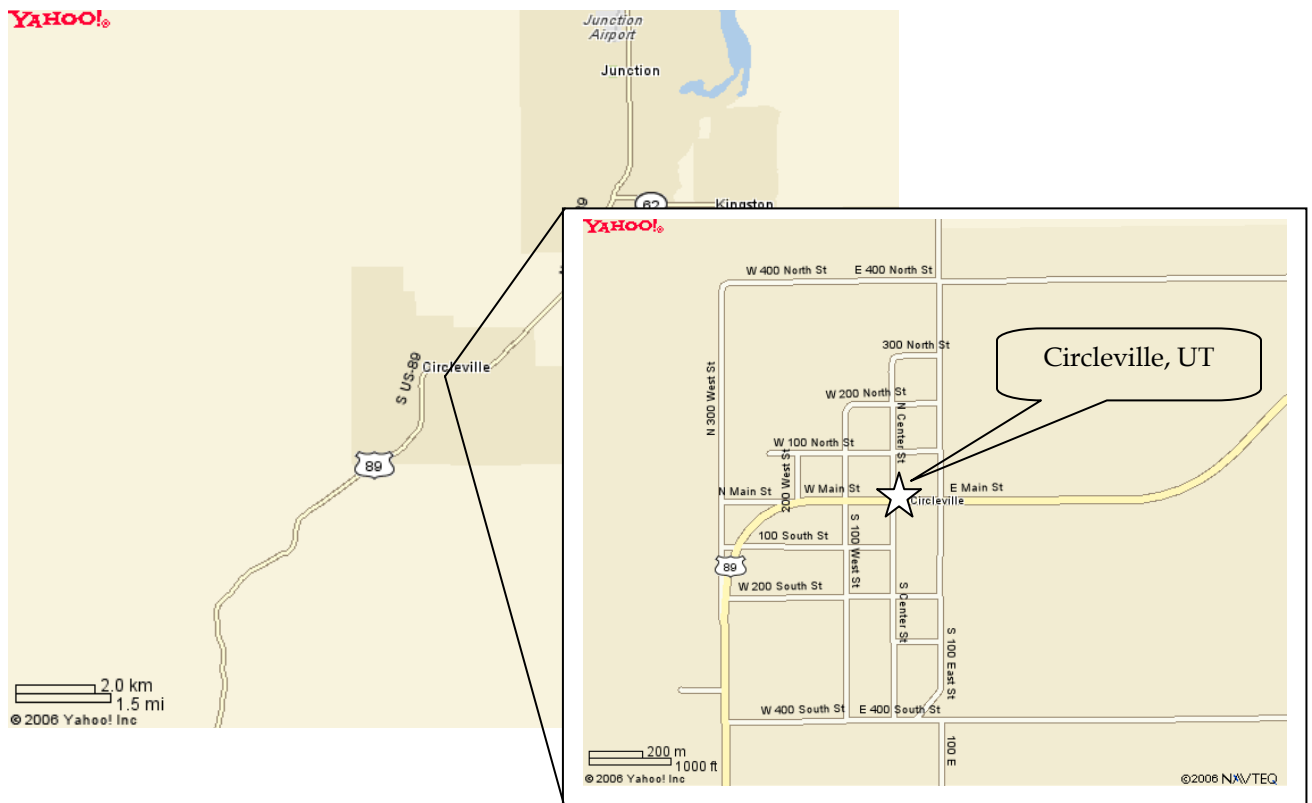 YAHOO!®
Junction
Airport
Junction
62
Kingston
S US-89
Circleville
89
2.0 km
1.5 mi
© 2006 Yahoo! Inc
YAHOO!®
W 400 North St
E 400 North St
300 North St
Circleville, UT
N 300 West St
W 200 North St
N Center St
W 100 North St
200 West St
N Main St
W Main St
E Main St
Circleville
100 South St
S 100 West St
89
W 200 South St
S Center St
S 100 East St
W 400 South St
E 400 South St
100 E
200 m
1000 ft
© 2006 Yahoo! Inc
©2006 NAVTEQ